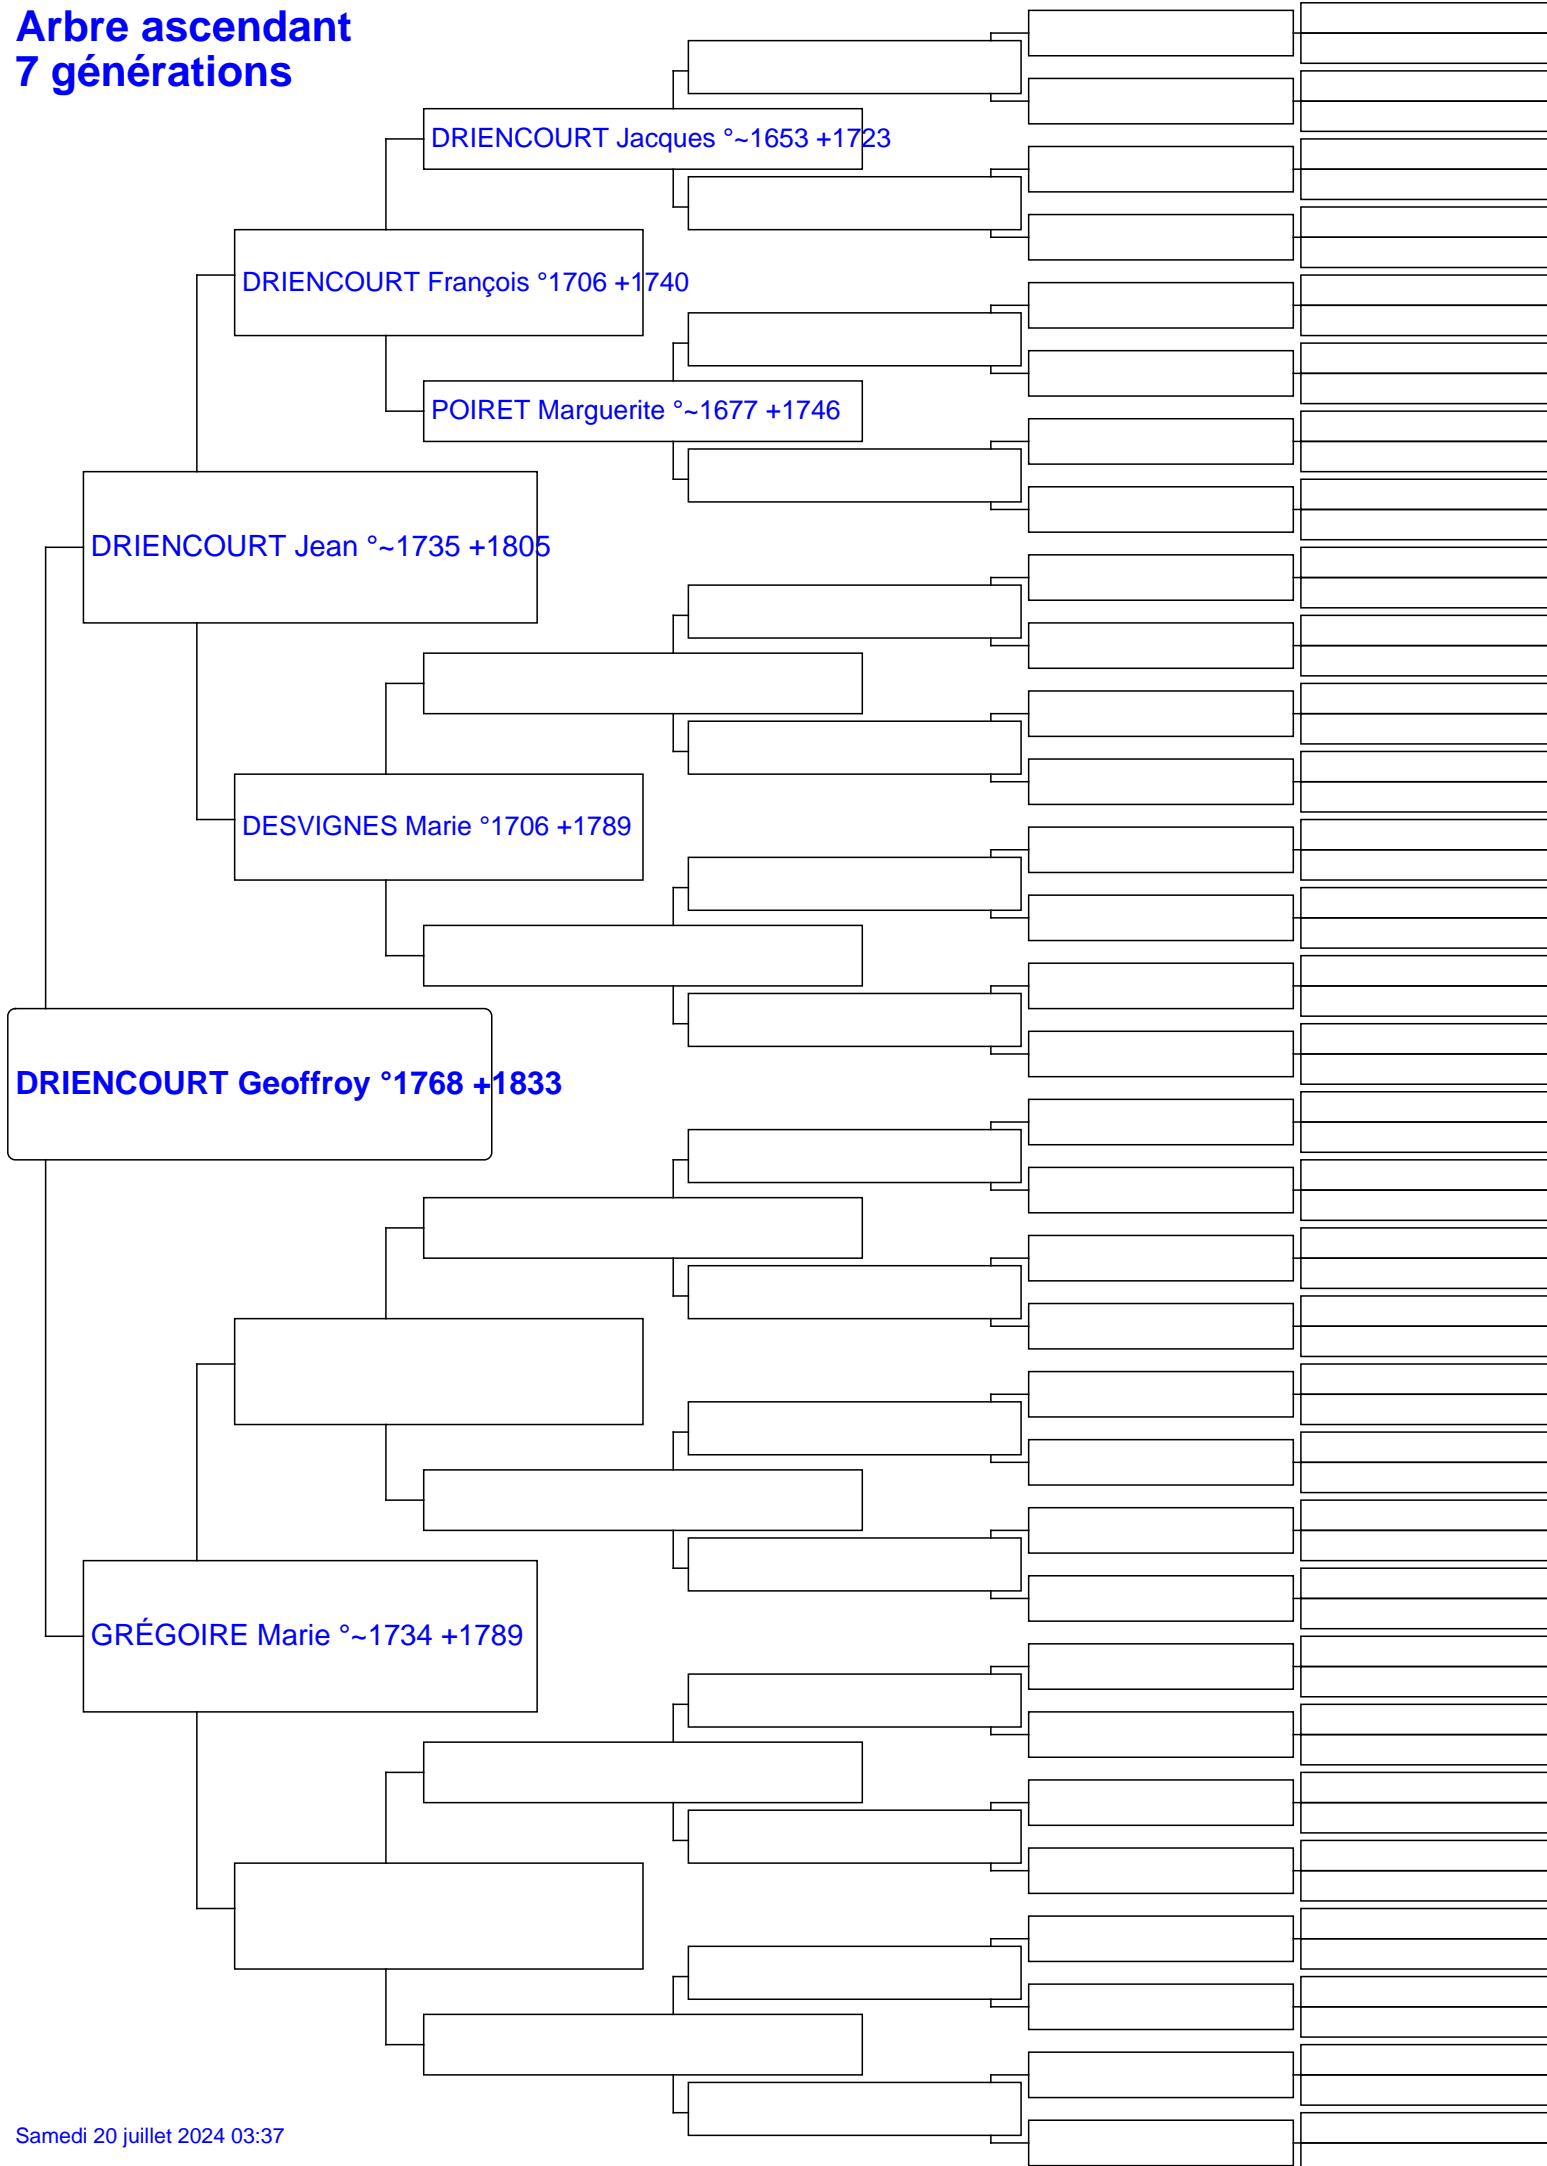 Arbre ascendant
7 générations
DRIENCOURT Jacques °~1653 +1723
DRIENCOURT François °1706 +1740
POIRET Marguerite °~1677 +1746
DRIENCOURT Jean °~1735 +1805
DESVIGNES Marie °1706 +1789
DRIENCOURT Geoffroy °1768 +1833
GRÉGOIRE Marie °~1734 +1789
Samedi 20 juillet 2024 03:37